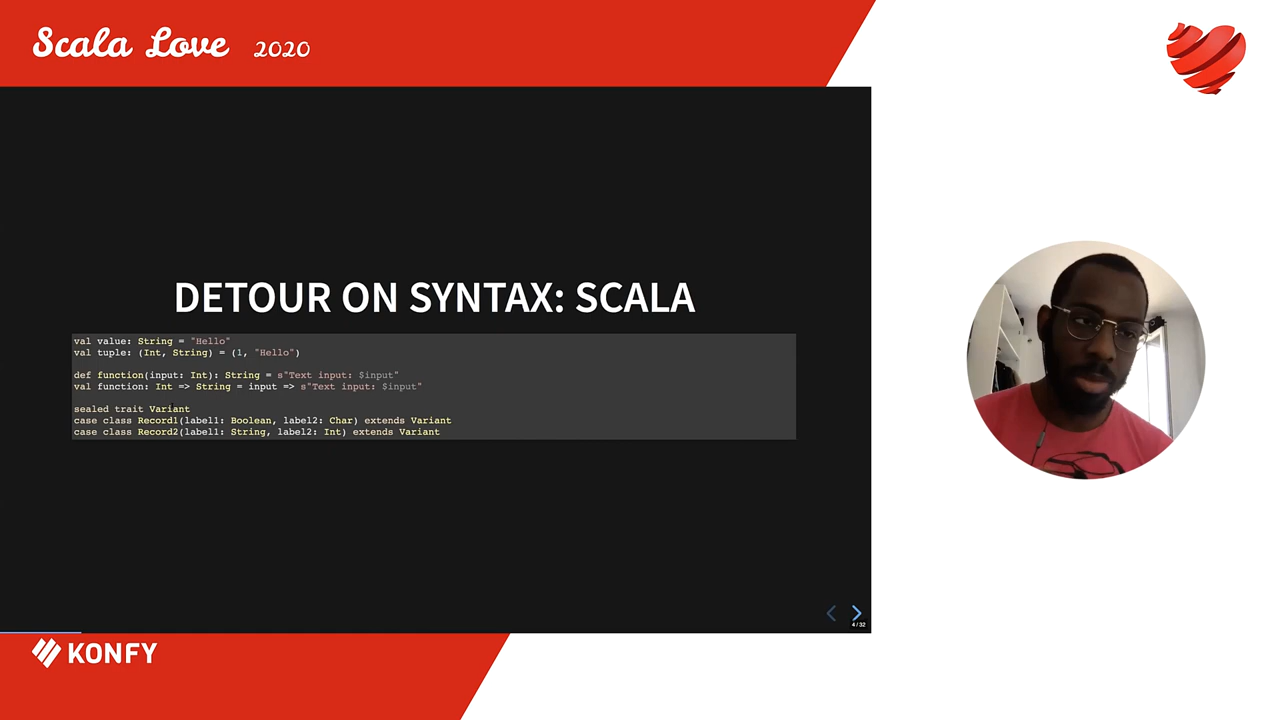 Scala Love 2020
DETOUR ON SYNTAX: SCALA
val value: String = "Hello"
val tuple: (Int, String) = (1, "Hello")
def function(input: Int): String = s"Text input: $input"
val function: Int => String = input => s"Text input: $input"
sealed trait Variant
case class Record1(label1: Boolean, label2: Char) extends Variant
case class Record2(label1: String, label2: Int) extends Variant
4 / 32
KONFY